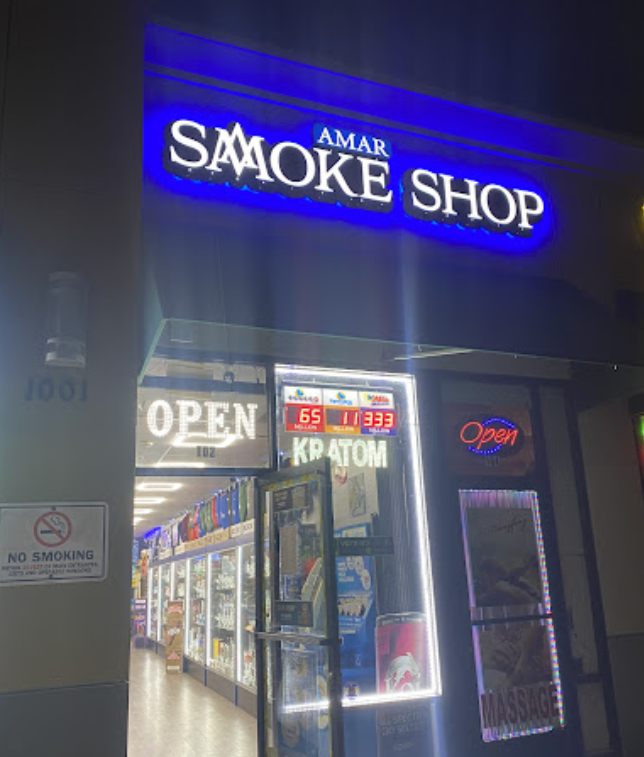 AMAR
SMOKE SHOP
1001
OPEN
102
65
MILLION
11
MILLION
333
MILLION
KRATOM
Open
NO SMOKING
MASSAGE